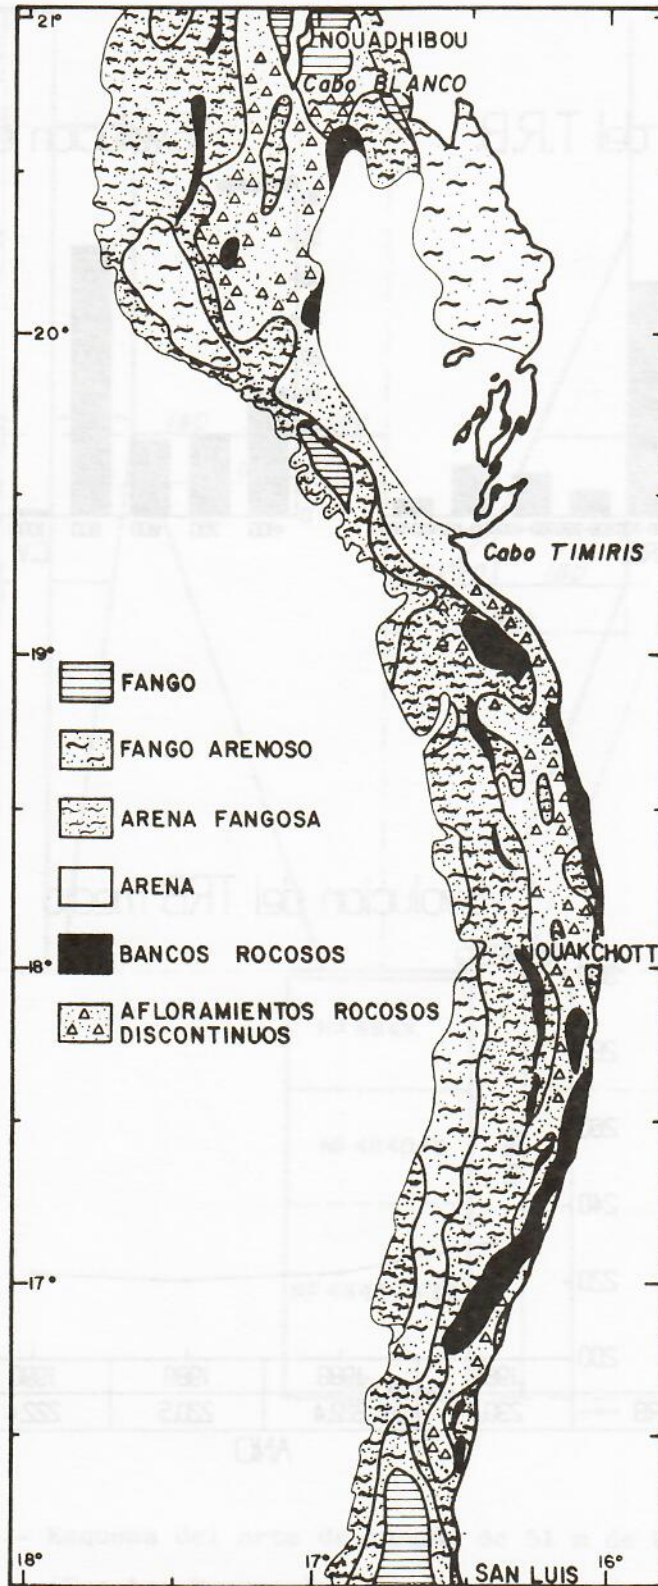 21°
NOUADHIBOU
Cabo BLANCO
20°
Cabo TIMIRIS
19°
FANGO
FANGO ARENOSO
ARENA FANGOSA
ARENA
BANCOS ROCOSOS
AFLORAMIENTOS ROCOSOS
DISCONTINUOS
NOUAKCHOTT
18°
17°
18°
17°
16°
SAN LUIS